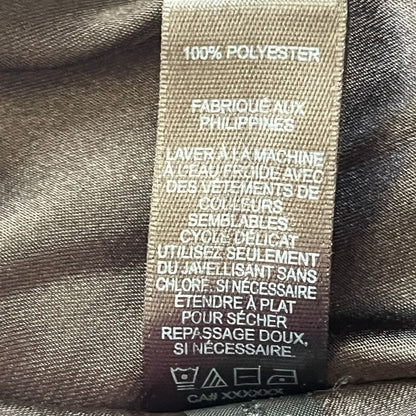 100% POLYESTER
FABRIQUÉ AUX
PHILIPPINES
LAVER À LA MACHINE
À L'EAU FROIDE AVEC
DES VÊTEMENTS DE
COULEURS
SEMBLABLES
CYCLE DÉLICAT
UTILISEZ SEULEMENT
DU JAVELLISANT SANS
CHLORE, SI NÉCESSAIRE
ÉTENDRE À PLAT
POUR SÉCHER
REPASSAGE DOUX,
SI NÉCESSAIRE.
CA# XXXXXX